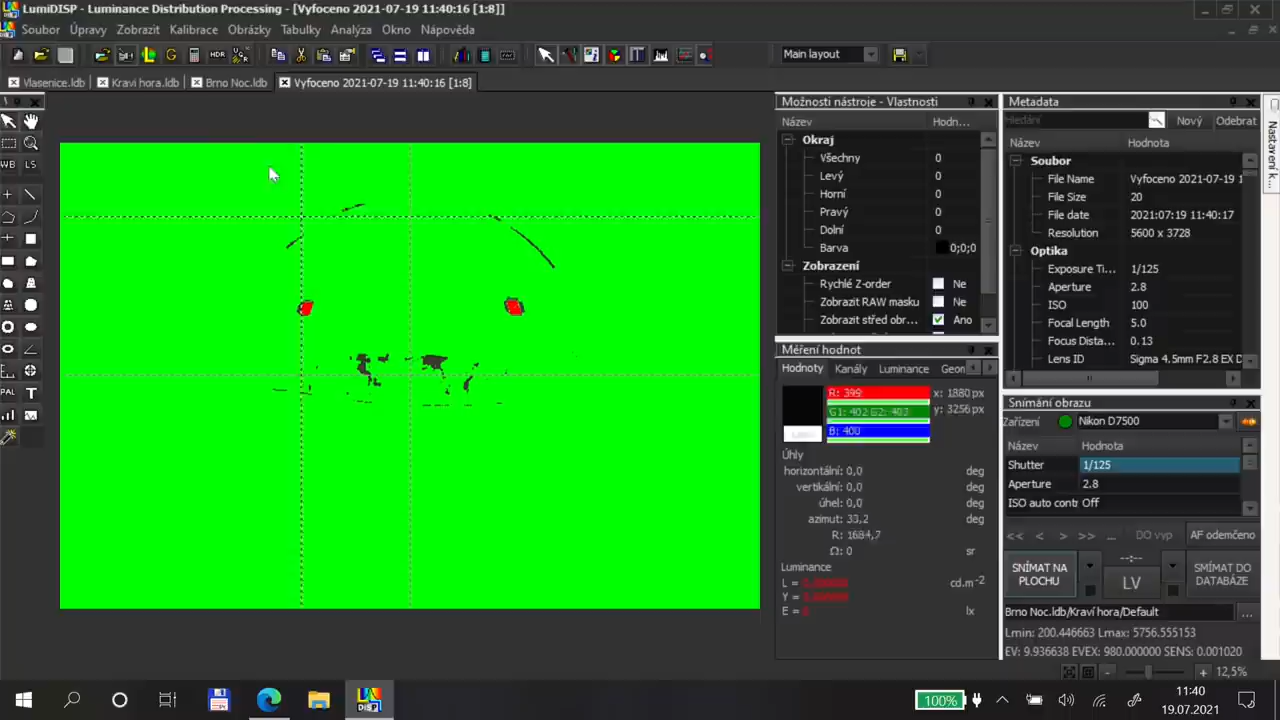 LumiDISP - Luminance Distribution Processing - [Vyfoceno 2021-07-19 11:40:16 [1:8]]
Soubor Úpravy Zobrazit Kalibrace Obrázky Tabulky Analýza Okno Nápověda
HDR Main layout
Vlasenice.ldb Kraví hora.ldb Brno Noc.ldb Vyfoceno 2021-07-19 11:40:16 [1:8]
WB LS
PAL T
Možnosti nástroje - Vlastnosti
Název Hodn...
Okraj
Všechny 0
Levý 0
Horní 0
Pravý 0
Dolní 0
Barva 0;0;0
Zobrazení
Rychlé Z-order Ne
Zobrazit RAW masku Ne
Zobrazit střed obr... Ano
Měření hodnot
Hodnoty Kanály Luminance Geon
R: 399 x: 1880 px
G1: 402 G2: 403 y: 3256 px
B: 400
Úhly
horizontální: 0,0 deg
vertikální: 0,0 deg
úhel: 0,0 deg
azimut: 33,2 deg
R: 1684,7
Ω: 0 sr
Luminance
L = cd.m-2
Y =
E = lx
Metadata
Hledání Nový Odebrat
Název Hodnota
Soubor
File Name Vyfoceno 2021-07-19 1
File Size 20
File date 2021:07:19 11:40:17
Resolution 5600 x 3728
Optika
Exposure Ti... 1/125
Aperture 2.8
ISO 100
Focal Length 5.0
Focus Dista... 0.13
Lens ID Sigma 4.5mm F2.8 EX D
Snímání obrazu
Zařízení Nikon D7500
Název Hodnota
Shutter 1/125
Aperture 2.8
ISO auto contr Off
<< < > >> ... DO vyp AF odemčeno
SNÍMAT NA PLOCHU --:-- LV SMÍMAT DO DATABÁZE
Brno Noc.ldb/Kraví hora/Default ...
Lmin: 200.446663 Lmax: 5756.555153
EV: 9.936638 EVEX: 980.000000 SENS: 0.001020
12,5%
Nastavení k...
100% 11:40
19.07.2021